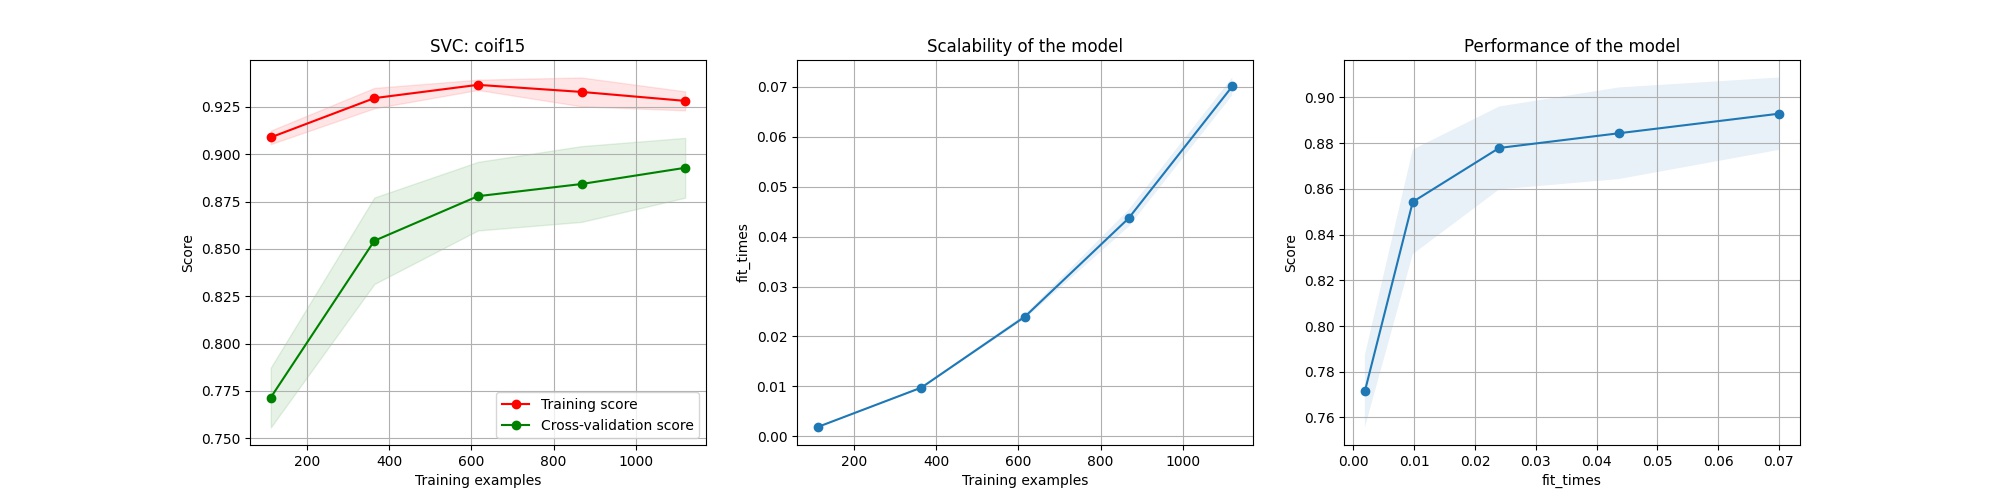 SVC: coif15
Score
0.925
0.900
0.875
0.850
0.825
0.800
0.775
0.750
200 400 600 800 1000
Training examples
Training score
Cross-validation score
Scalability of the model
fit_times
0.07
0.06
0.05
0.04
0.03
0.02
0.01
0.00
200 400 600 800 1000
Training examples
Performance of the model
Score
0.90
0.88
0.86
0.84
0.82
0.80
0.78
0.76
0.00 0.01 0.02 0.03 0.04 0.05 0.06 0.07
fit_times